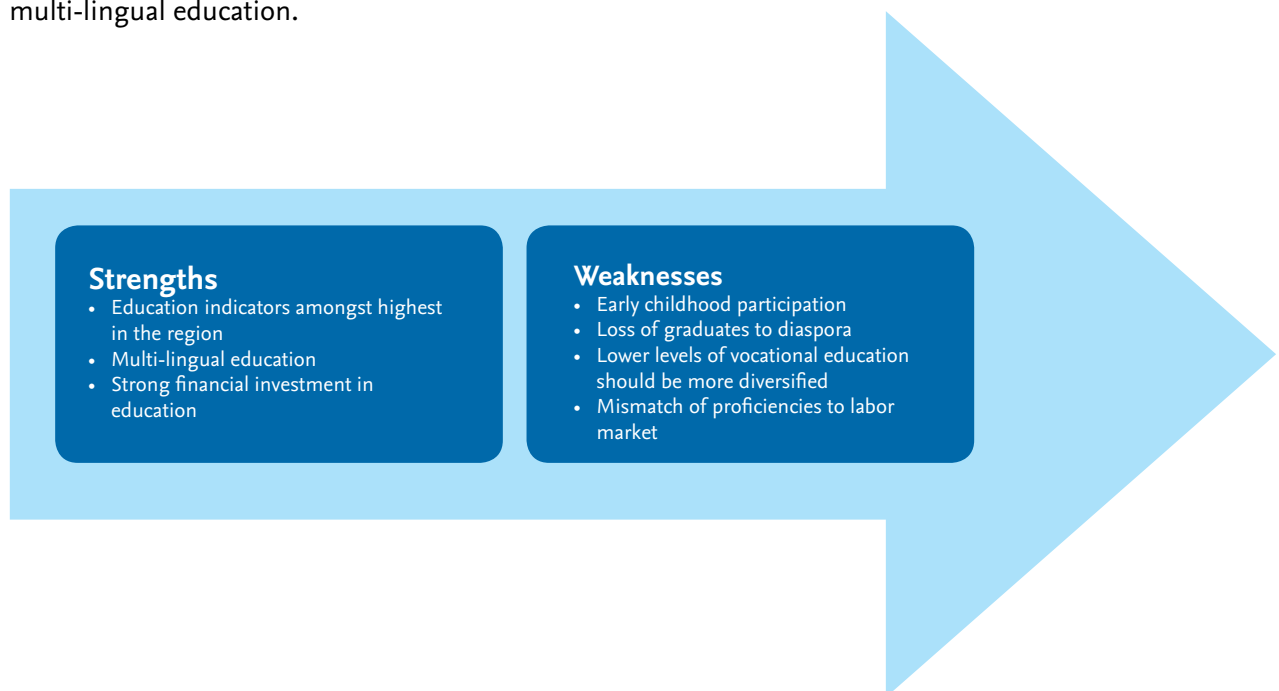 multi-lingual education.
Strengths
• Education indicators amongst highest
in the region
• Multi-lingual education
• Strong financial investment in
education
Weaknesses
• Early childhood participation
• Loss of graduates to diaspora
• Lower levels of vocational education
should be more diversified
• Mismatch of proficiencies to labor
market